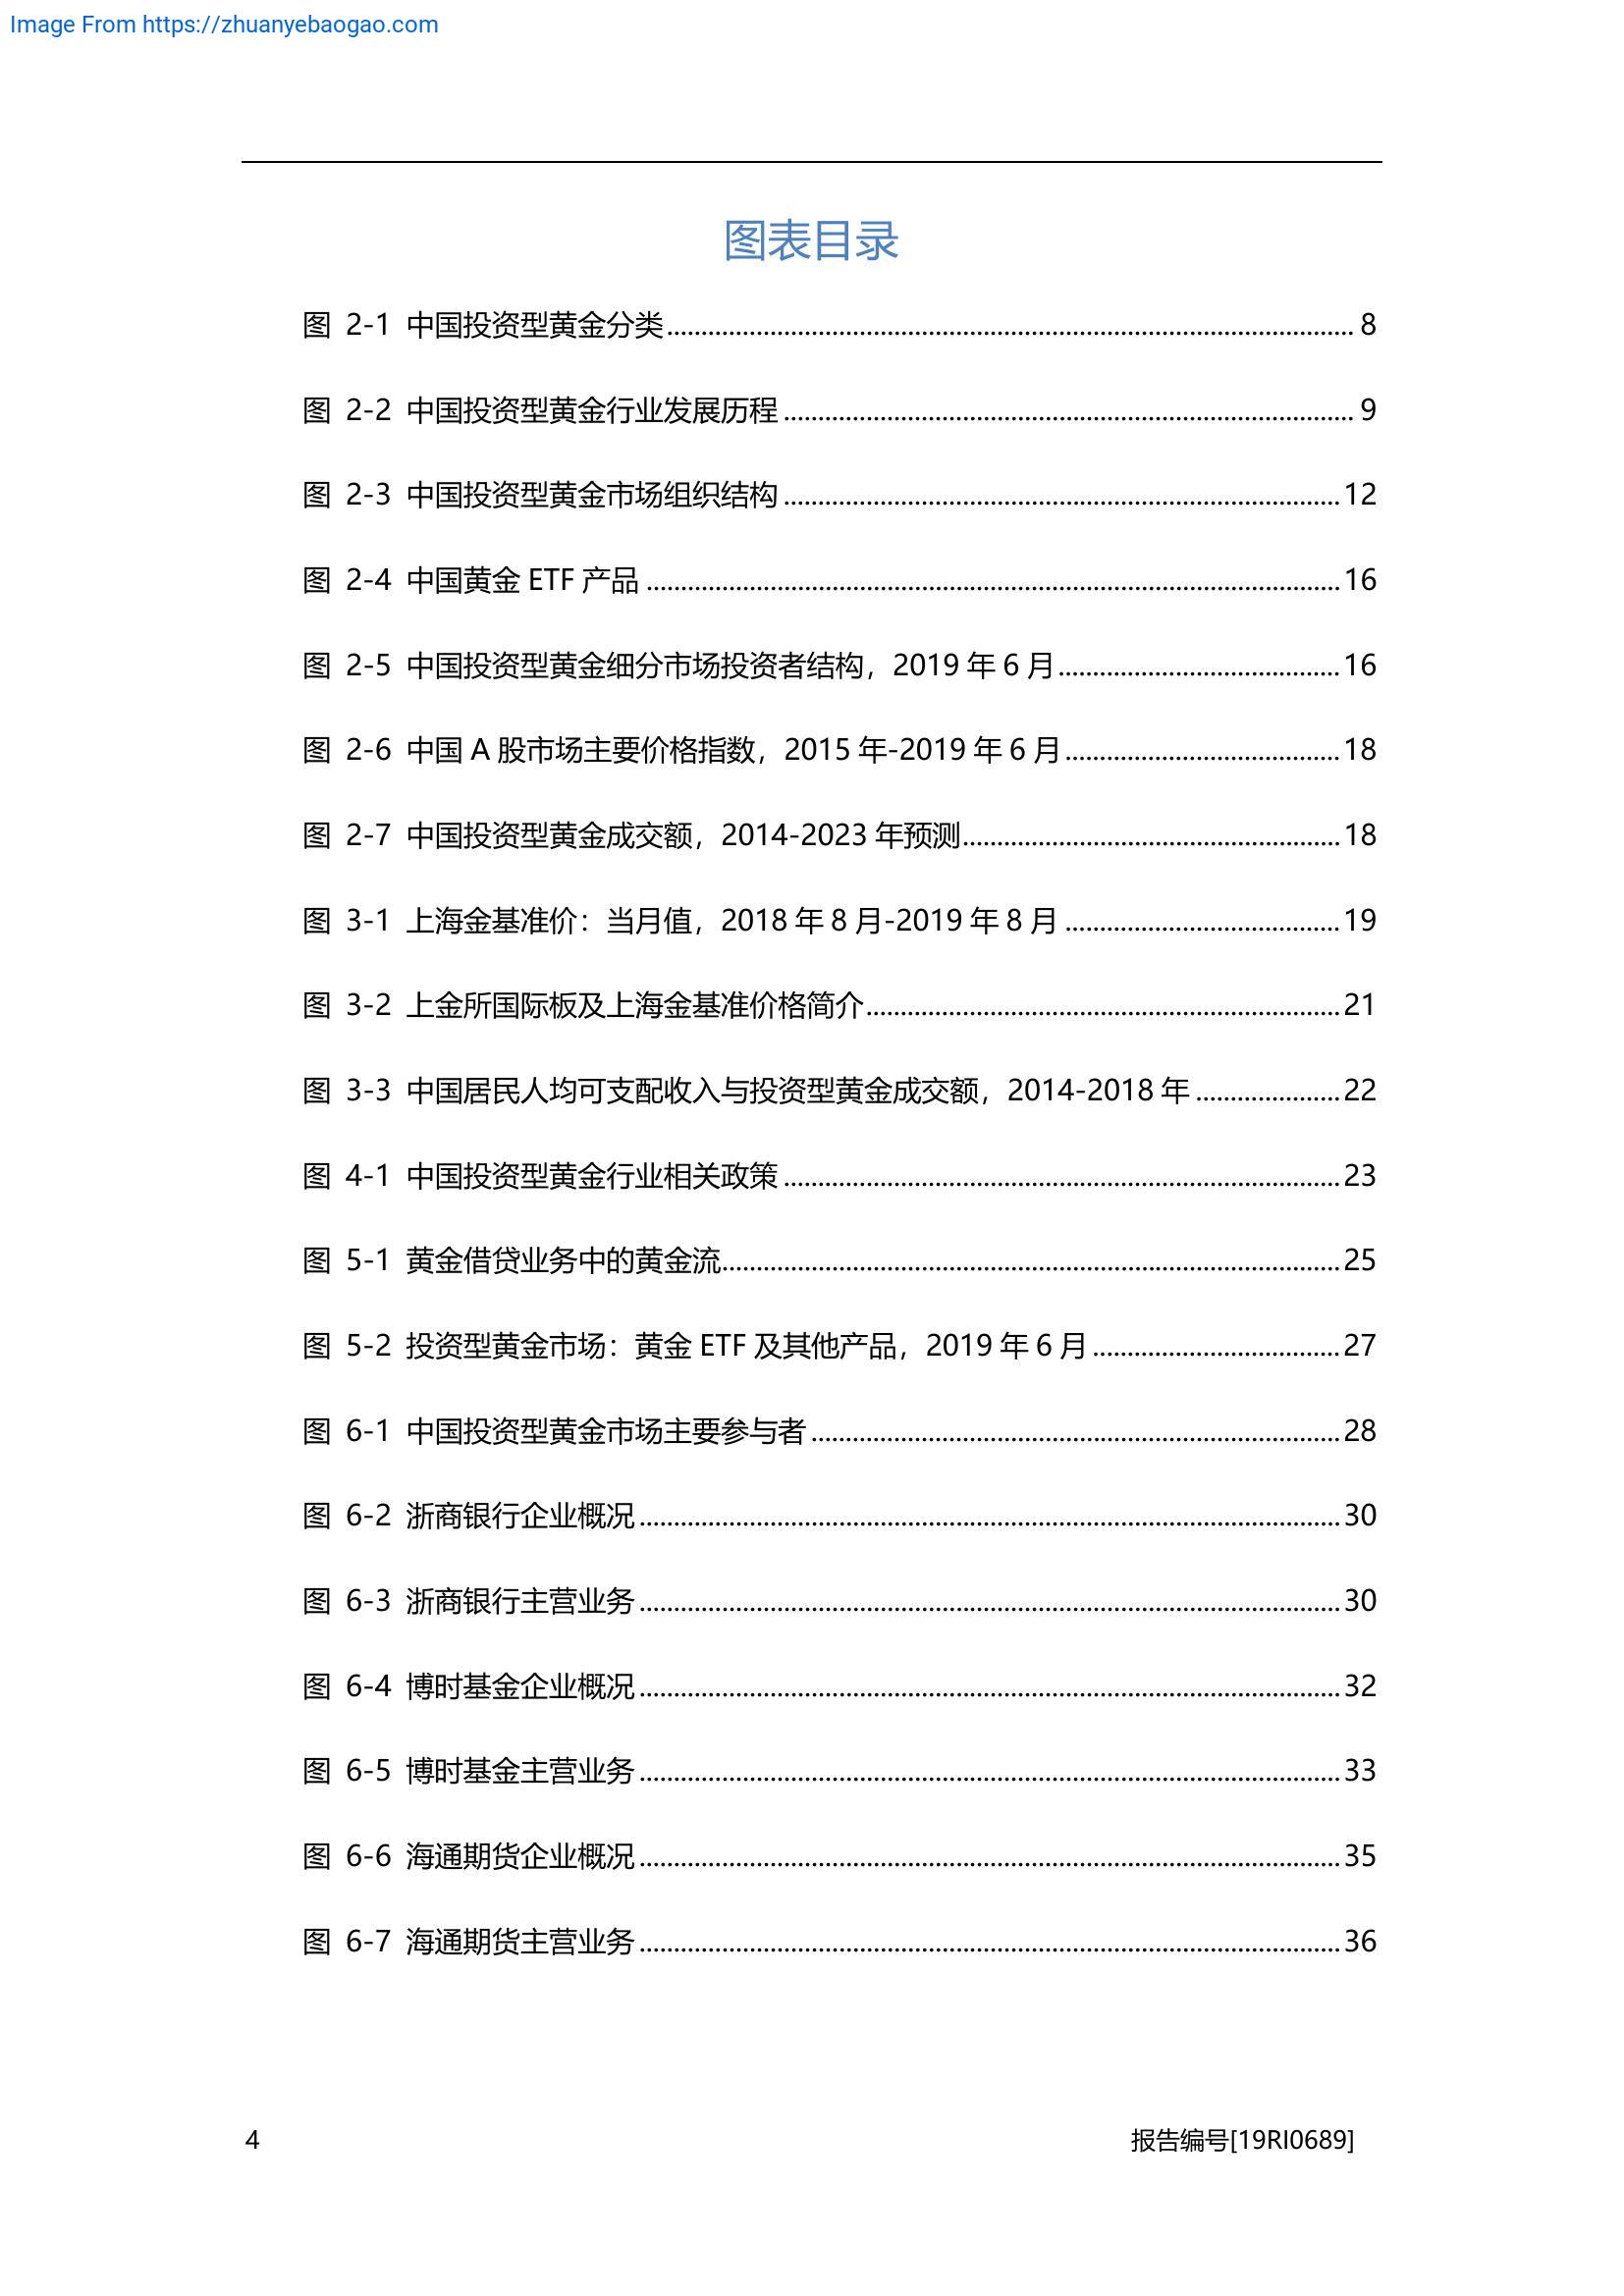 Image From https://zhuanyebaogao.com
图表目录
图 2-1 中国投资型黄金分类 8
图 2-2 中国投资型黄金行业发展历程 9
图 2-3 中国投资型黄金市场组织结构 12
图 2-4 中国黄金 ETF 产品 16
图 2-5 中国投资型黄金细分市场投资者结构，2019 年 6 月 16
图 2-6 中国 A 股市场主要价格指数，2015 年-2019 年 6 月 18
图 2-7 中国投资型黄金成交额，2014-2023 年预测 18
图 3-1 上海金基准价：当月值，2018 年 8 月-2019 年 8 月 19
图 3-2 上金所国际板及上海金基准价格简介 21
图 3-3 中国居民人均可支配收入与投资型黄金成交额，2014-2018 年 22
图 4-1 中国投资型黄金行业相关政策 23
图 5-1 黄金借贷业务中的黄金流 25
图 5-2 投资型黄金市场：黄金 ETF 及其他产品，2019 年 6 月 27
图 6-1 中国投资型黄金市场主要参与者 28
图 6-2 浙商银行企业概况 30
图 6-3 浙商银行主营业务 30
图 6-4 博时基金企业概况 32
图 6-5 博时基金主营业务 33
图 6-6 海通期货企业概况 35
图 6-7 海通期货主营业务 36
4 报告编号[19RI0689]